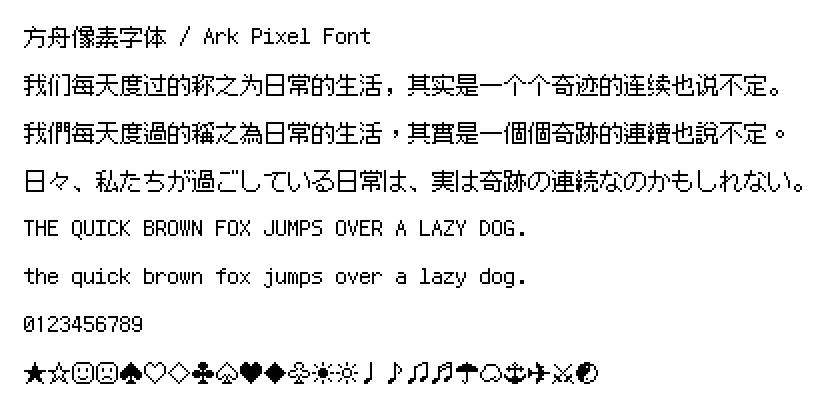 方舟像素字体 / Ark Pixel Font
我们每天度过的称之为日常的生活，其实是一个个奇迹的连续也说不定。
我們每天度過的稱之為日常的生活，其實是一個個奇跡的連續也說不定。
日々、私たちが過ごしている日常は、実は奇跡の連続なのかもしれない。
THE QUICK BROWN FOX JUMPS OVER A LAZY DOG.
the quick brown fox jumps over a lazy dog.
0123456789
★☆☺☹♠♡♢♣♤♥♦♧☀☼♩♪♫♬☂☁⚓✈⚔☯